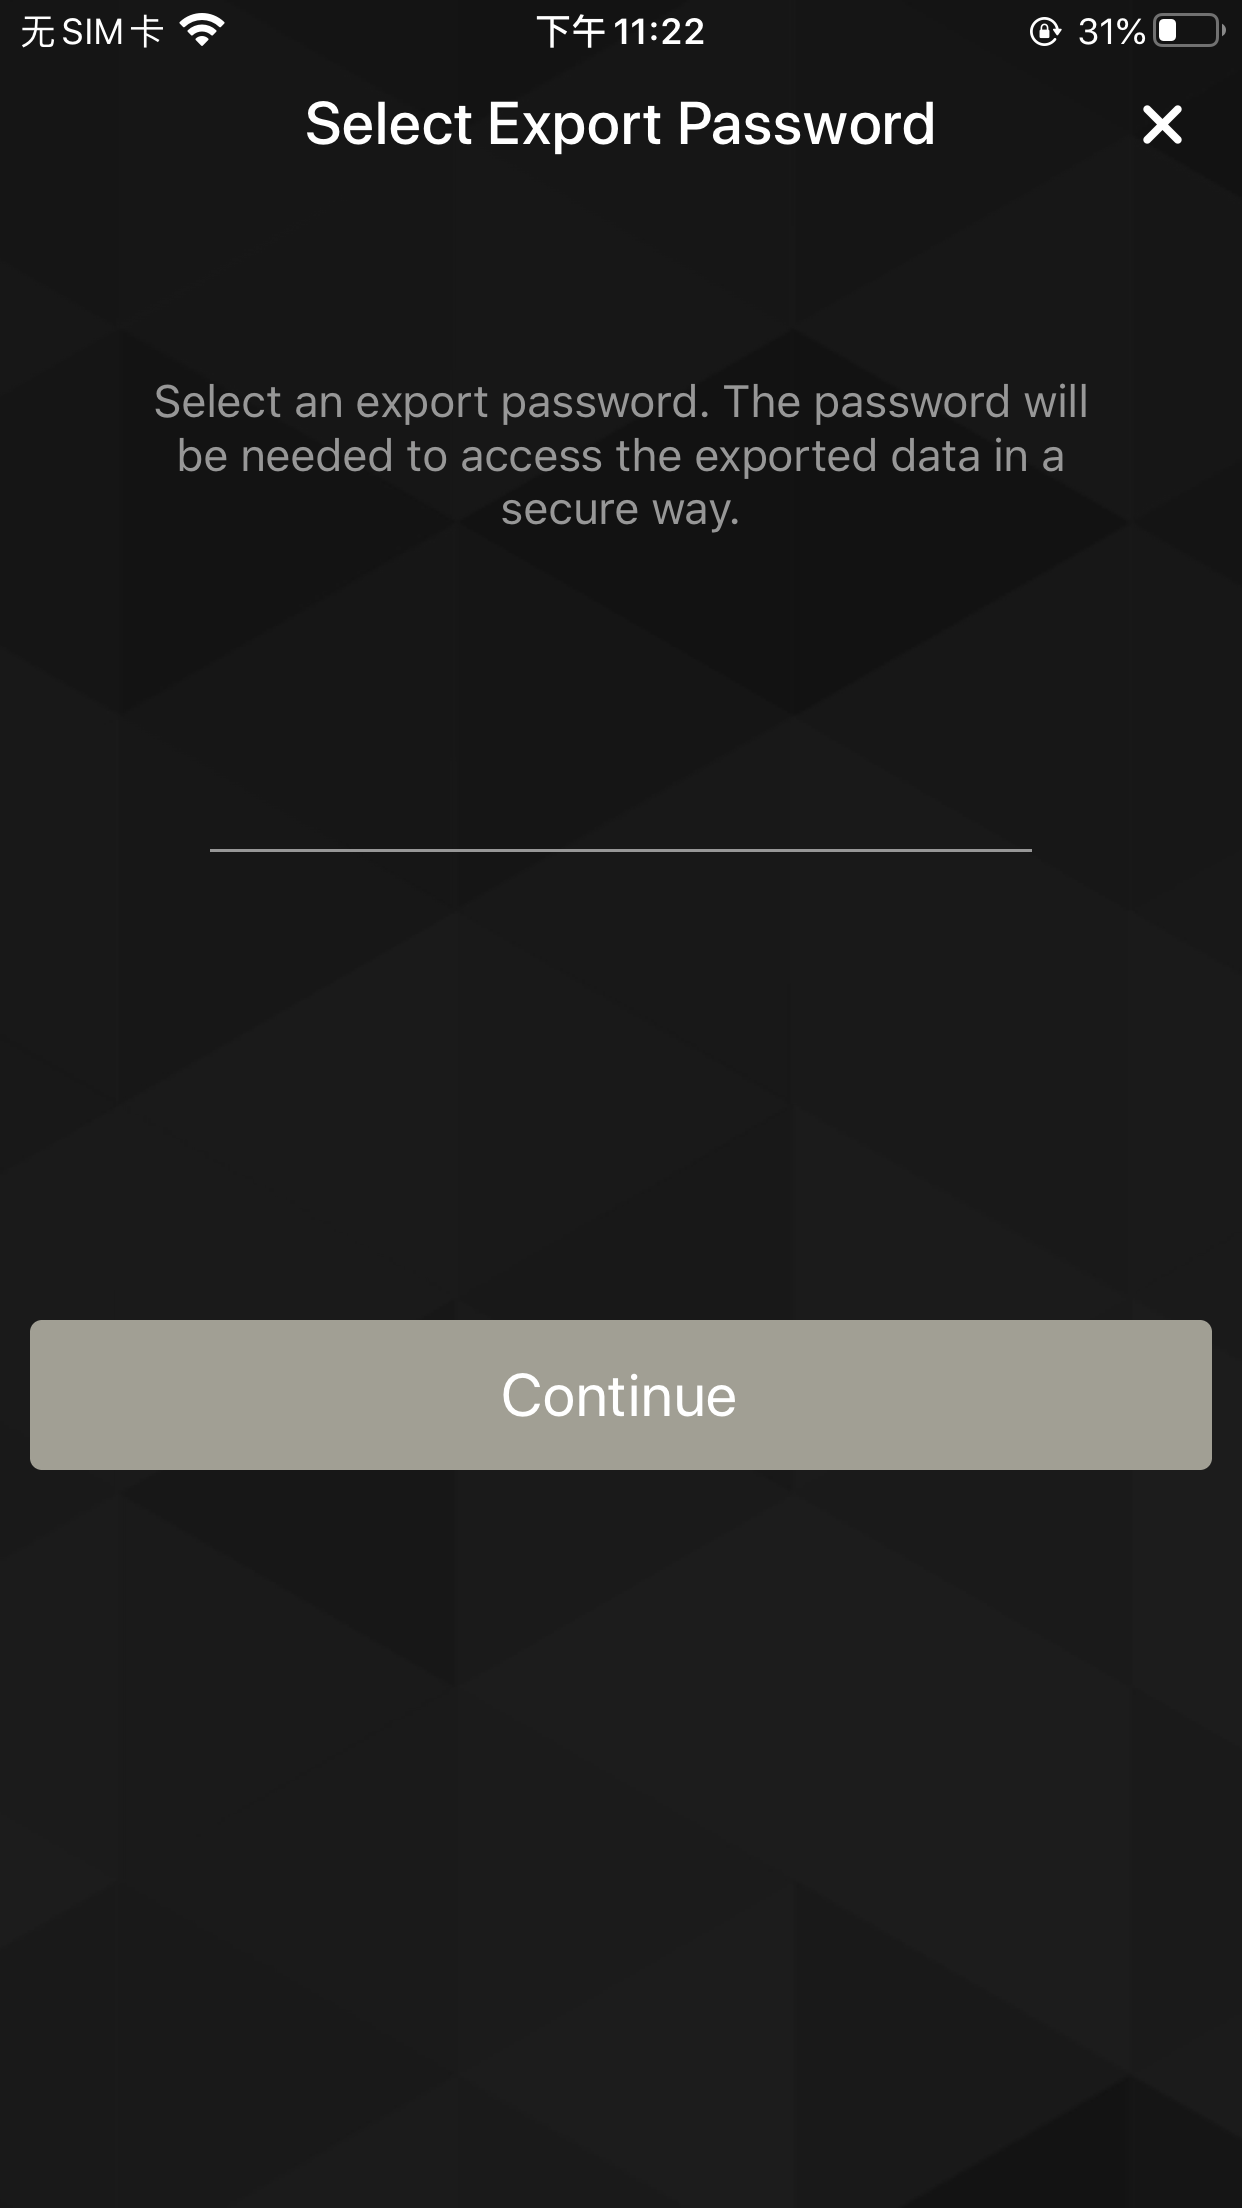 无 SIM 卡 下午 11:22 31%
Select Export Password
Select an export password. The password will
be needed to access the exported data in a
secure way.
Continue